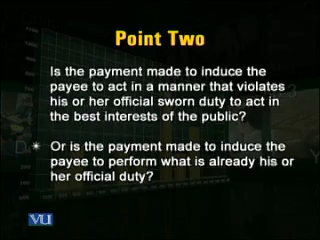 Point Two
Is the payment made to induce the
payee to act in a manner that violates
his or her official sworn duty to act in
the best interests of the public?
Or is the payment made to induce the
payee to perform what is already his or
her official duty?
VU